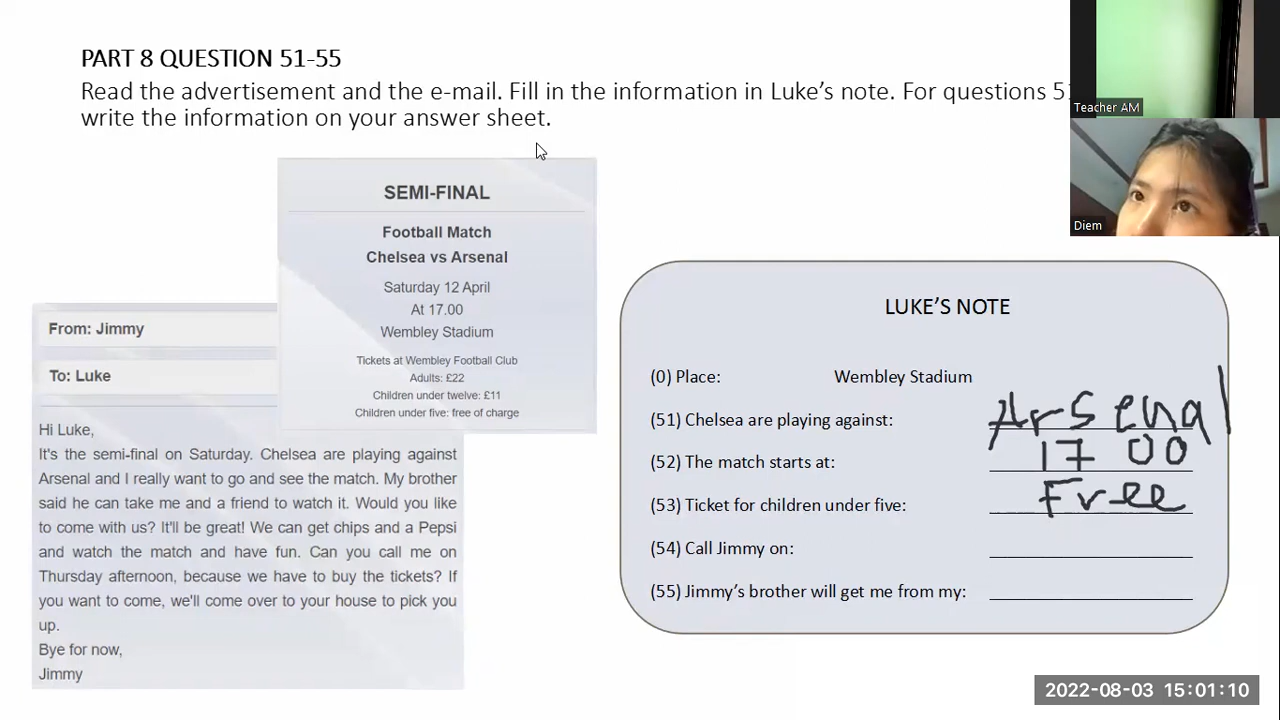 PART 8 QUESTION 51-55
Read the advertisement and the e-mail. Fill in the information in Luke’s note. For questions
write the information on your answer sheet.
Teacher AM
Diem
SEMI-FINAL
Football Match
Chelsea vs Arsenal
Saturday 12 April
At 17.00
Wembley Stadium
Tickets at Wembley Football Club
Adults: £22
Children under twelve: £11
Children under five: free of charge
From: Jimmy
To: Luke
Hi Luke,
It's the semi-final on Saturday. Chelsea are playing against
Arsenal and I really want to go and see the match. My brother
said he can take me and a friend to watch it. Would you like
to come with us? It'll be great! We can get chips and a Pepsi
and watch the match and have fun. Can you call me on
Thursday afternoon, because we have to buy the tickets? If
you want to come, we'll come over to your house to pick you
up.
Bye for now,
Jimmy
LUKE’S NOTE
(0) Place: Wembley Stadium
(51) Chelsea are playing against: Arsenal
(52) The match starts at: 17 00
(53) Ticket for children under five: Free
(54) Call Jimmy on:
(55) Jimmy’s brother will get me from my:
2022-08-03 15:01:10